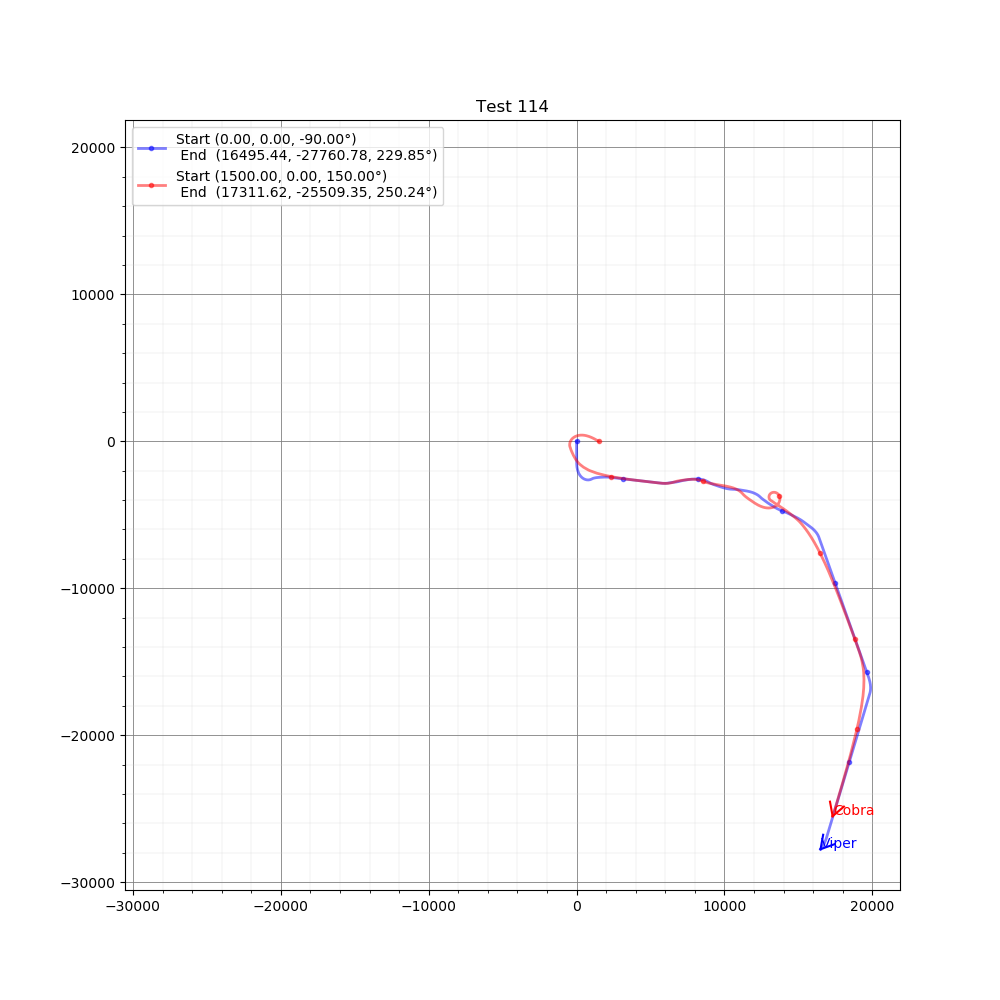 Test 114
Start (0.00, 0.00, -90.00°)
End (16495.44, -27760.78, 229.85°)
Start (1500.00, 0.00, 150.00°)
End (17311.62, -25509.35, 250.24°)
20000
10000
0
−10000
−20000
−30000
Cobra
Viper
−30000 −20000 −10000 0 10000 20000